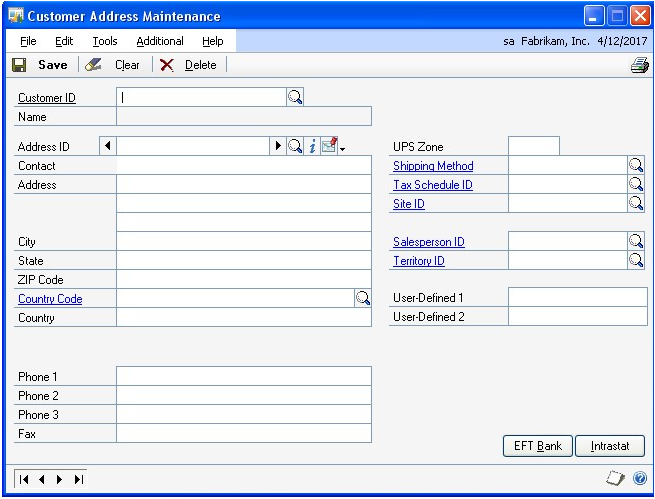 Customer Address Maintenance
File Edit Tools Additional Help sa Fabrikam, Inc. 4/12/2017
Save Clear Delete
Customer ID
Name
Address ID
Contact
Address
City
State
ZIP Code
Country Code
Country
Phone 1
Phone 2
Phone 3
Fax
UPS Zone
Shipping Method
Tax Schedule ID
Site ID
Salesperson ID
Territory ID
User-Defined 1
User-Defined 2
EFT Bank Intrastat